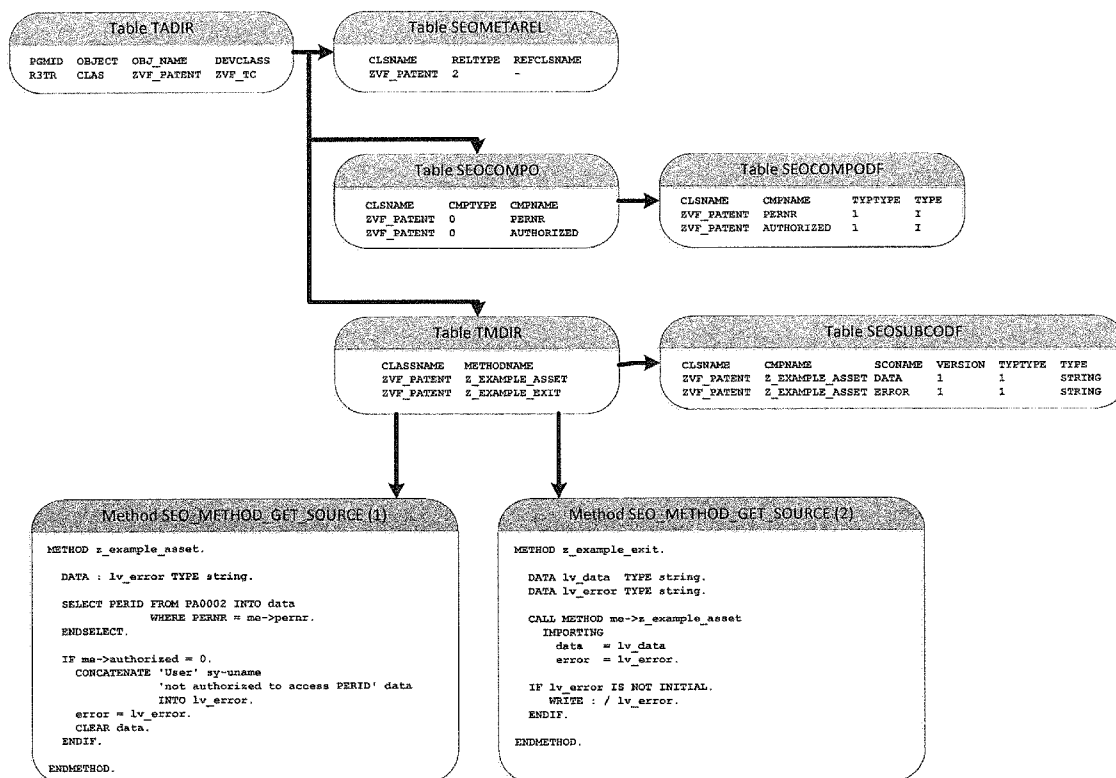 Table TADIR
PGMID OBJECT OBJ_NAME DEVCLASS
R3TR CLAS ZVF_PATENT ZVF_TC
Table SEOMETAREL
CLSNAME RELTYPE REFCLSNAME
ZVF_PATENT 2 -
Table SEOCOMPO
CLSNAME CMPTYPE CMPNAME
ZVF_PATENT 0 PERNR
ZVF_PATENT 0 AUTHORIZED
Table SEOCOMPODF
CLSNAME CMPNAME TYPTYPE TYPE
ZVF_PATENT PERNR 1 I
ZVF_PATENT AUTHORIZED 1 I
Table TMDIR
CLASSNAME METHODNAME
ZVF_PATENT Z_EXAMPLE_ASSET
ZVF_PATENT Z_EXAMPLE_EXIT
Table SEOSUBCODF
CLSNAME CMPNAME SCONAME VERSION TYPTYPE TYPE
ZVF_PATENT Z_EXAMPLE_ASSET DATA 1 1 STRING
ZVF_PATENT Z_EXAMPLE_ASSET ERROR 1 1 STRING
Method SEO_METHOD_GET_SOURCE (1)
METHOD z_example_asset.
DATA : lv_error TYPE string.
SELECT PERID FROM PA0002 INTO data
WHERE PERNR = me->pernr.
ENDSELECT.
IF me->authorized = 0.
CONCATENATE 'User' sy-uname
'not authorized to access PERID' data
INTO lv_error.
error = lv_error.
CLEAR data.
ENDIF.
ENDMETHOD.
Method SEO_METHOD_GET_SOURCE (2)
METHOD z_example_exit.
DATA lv_data TYPE string.
DATA lv_error TYPE string.
CALL METHOD me->z_example_asset
IMPORTING
data = lv_data
error = lv_error.
IF lv_error IS NOT INITIAL.
WRITE : / lv_error.
ENDIF.
ENDMETHOD.